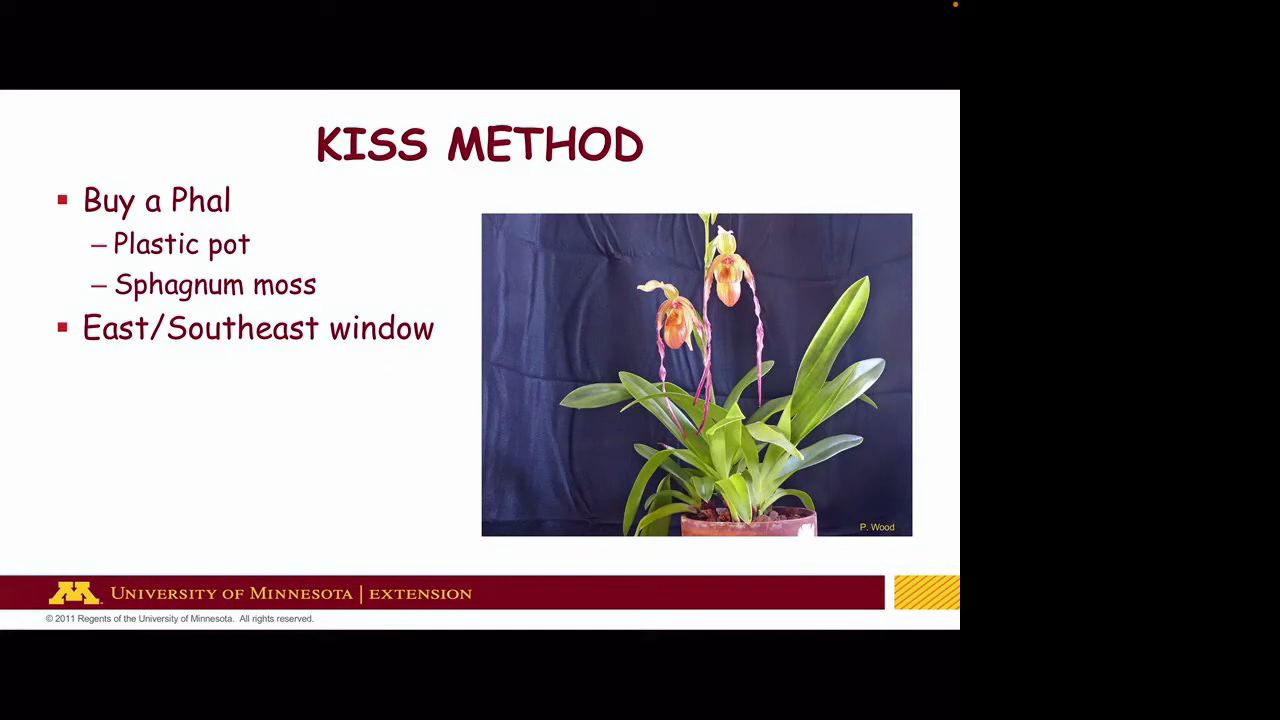 KISS METHOD
Buy a Phal
– Plastic pot
– Sphagnum moss
East/Southeast window
P. Wood
UNIVERSITY OF MINNESOTA | EXTENSION
© 2011 Regents of the University of Minnesota. All rights reserved.